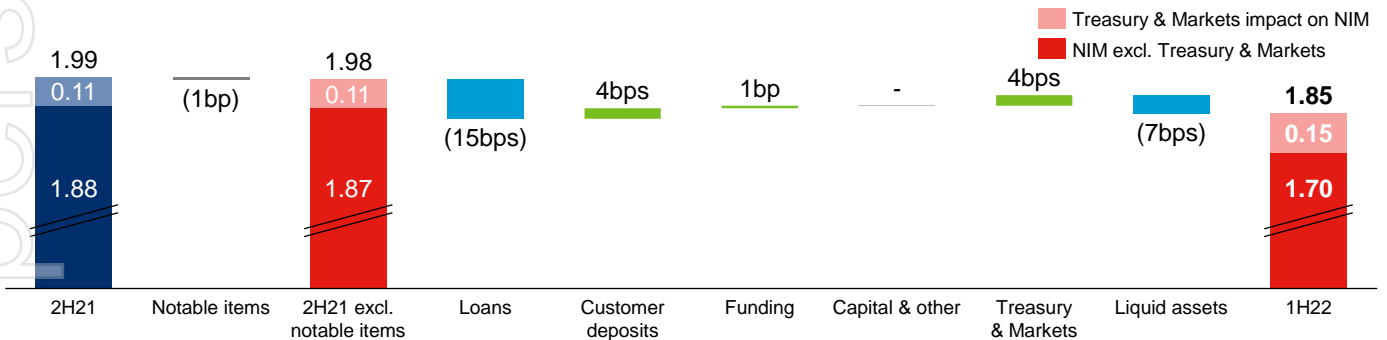 Treasury & Markets impact on NIM
NIM excl. Treasury & Markets
1.99
0.11
1.88
(1bp)
1.98
0.11
1.87
(15bps)
4bps
1bp
-
4bps
(7bps)
1.85
0.15
1.70
2H21
Notable items
2H21 excl.
notable items
Loans
Customer
deposits
Funding
Capital & other
Treasury
& Markets
Liquid assets
1H22